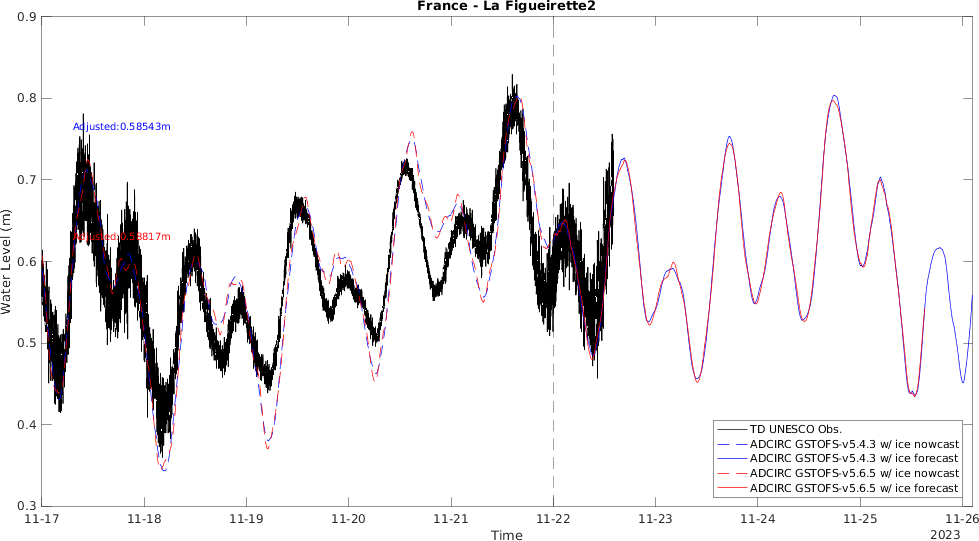 France - La Figueirette2
0.9
0.8
0.7
0.6
0.5
0.4
0.3
Water Level (m)
Adjusted:0.58543m
Adjusted:0.53817m
TD UNESCO Obs.
ADCIRC GSTOFS-v5.4.3 w/ ice nowcast
ADCIRC GSTOFS-v5.4.3 w/ ice forecast
ADCIRC GSTOFS-v5.6.5 w/ ice nowcast
ADCIRC GSTOFS-v5.6.5 w/ ice forecast
11-17 11-18 11-19 11-20 11-21 11-22 11-23 11-24 11-25 11-26
Time
2023